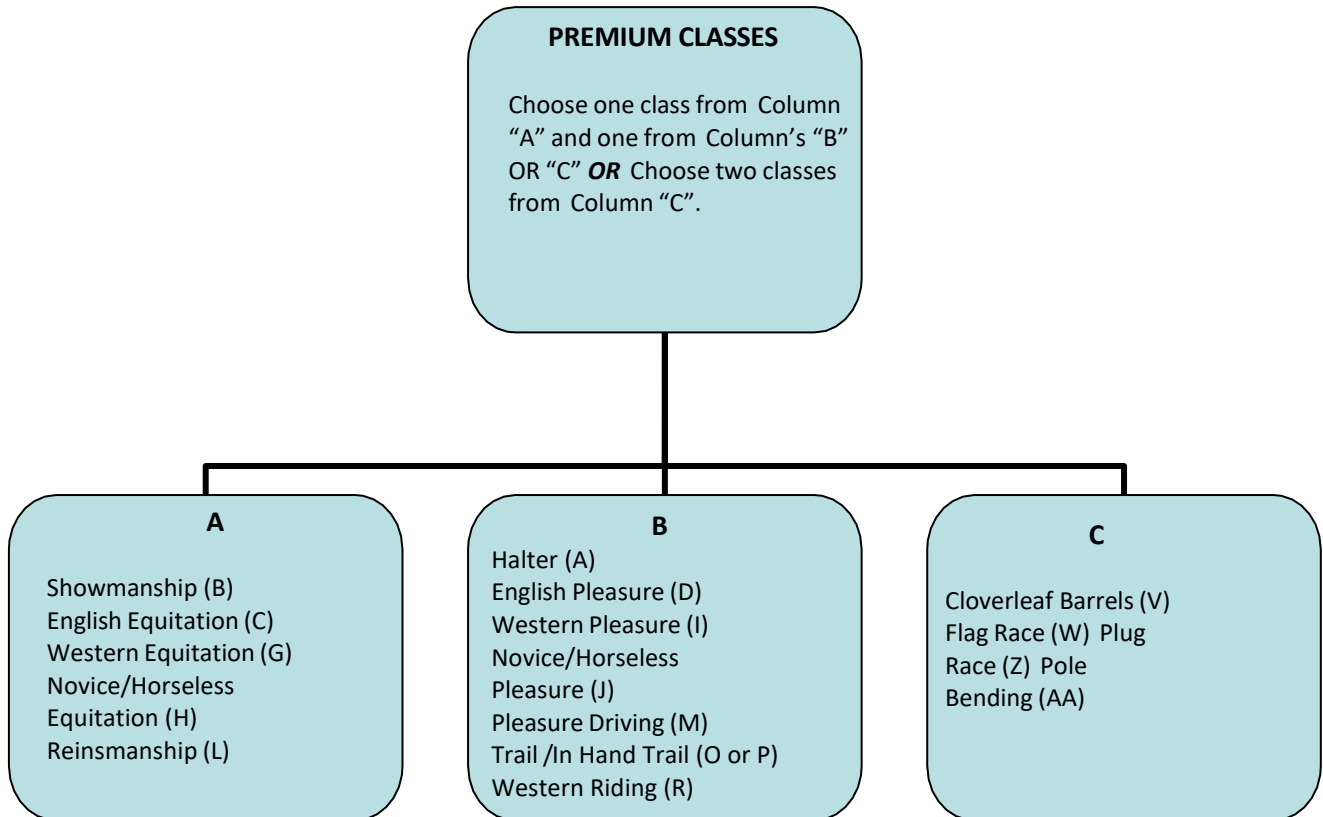 PREMIUM CLASSES
Choose one class from Column
“A” and one from Column’s “B”
OR “C” OR Choose two classes
from Column “C”.
A
Showmanship (B)
English Equitation (C)
Western Equitation (G)
Novice/Horseless
Equitation (H)
Reinsmanship (L)
B
Halter (A)
English Pleasure (D)
Western Pleasure (I)
Novice/Horseless
Pleasure (J)
Pleasure Driving (M)
Trail /In Hand Trail (O or P)
Western Riding (R)
C
Cloverleaf Barrels (V)
Flag Race (W) Plug
Race (Z) Pole
Bending (AA)